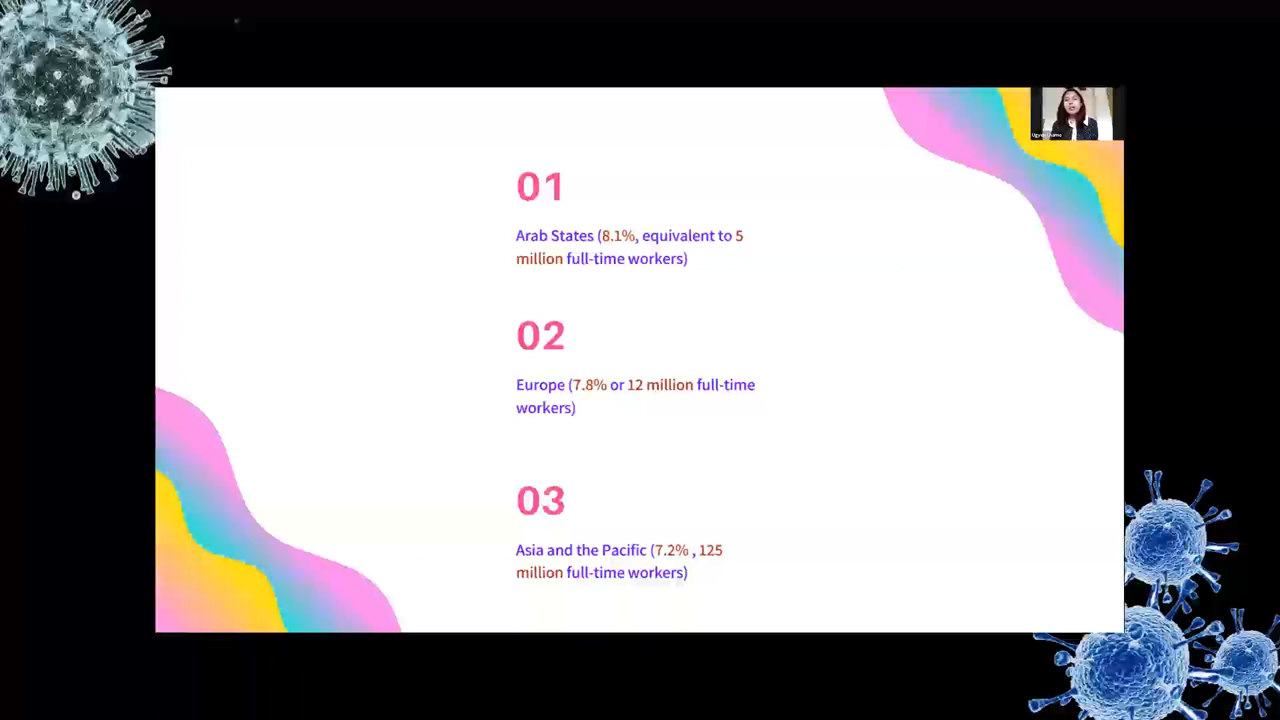 01
Arab States (8.1%, equivalent to 5
million full-time workers)
02
Europe (7.8% or 12 million full-time
workers)
03
Asia and the Pacific (7.2% , 125
million full-time workers)